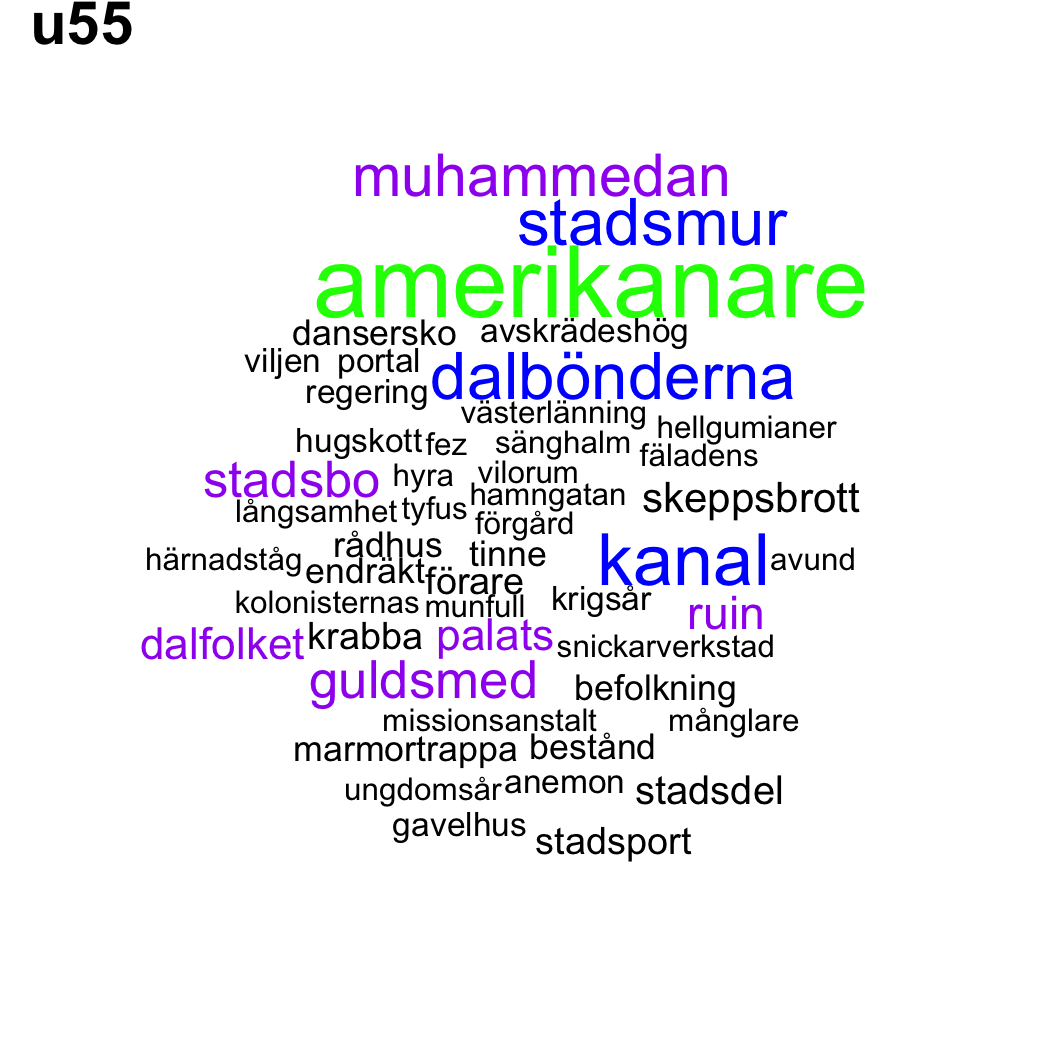 u55
muhammedan
stadsmur
amerikanare
dansersko avskrädeshög
viljen portal
regering dalbönderna
västerlänning hellgumianer
hugskott fez sänghalm fäladens
stadsbo hyra vilorum
hamngatan skeppsbrott
långsamhet tyfus förgård
rådhus tinne kanal avund
härnadståg endräkt förare
kolonisternas munfull krigsår ruin
dalfolket krabba palats snickarverkstad
guldsmed befolkning
missionsanstalt månglare
marmortrappa bestånd
ungdomsår anemon stadsdel
gavelhus stadsport